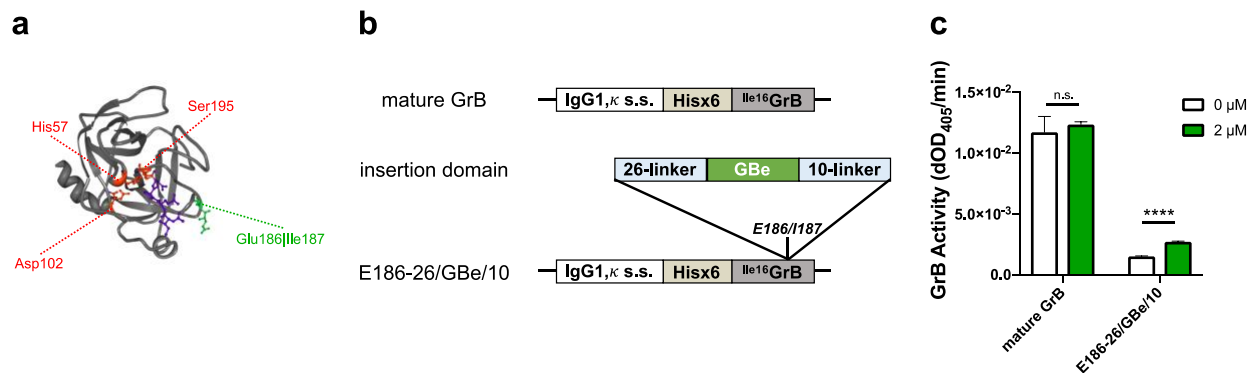 a
Ser195
His57
Glu186|Ile187
Asp102
b
mature GrB
IgG1,κ s.s. Hisx6 Ile16GrB
insertion domain
26-linker GBe 10-linker
E186/I187
E186-26/GBe/10
IgG1,κ s.s. Hisx6 Ile16GrB
c
GrB Activity (dOD405/min)
1.5×10-2
1.0×10-2
5.0×10-3
0.0
n.s.
****
mature GrB
E186-26/GBe/10
0 μM
2 μM